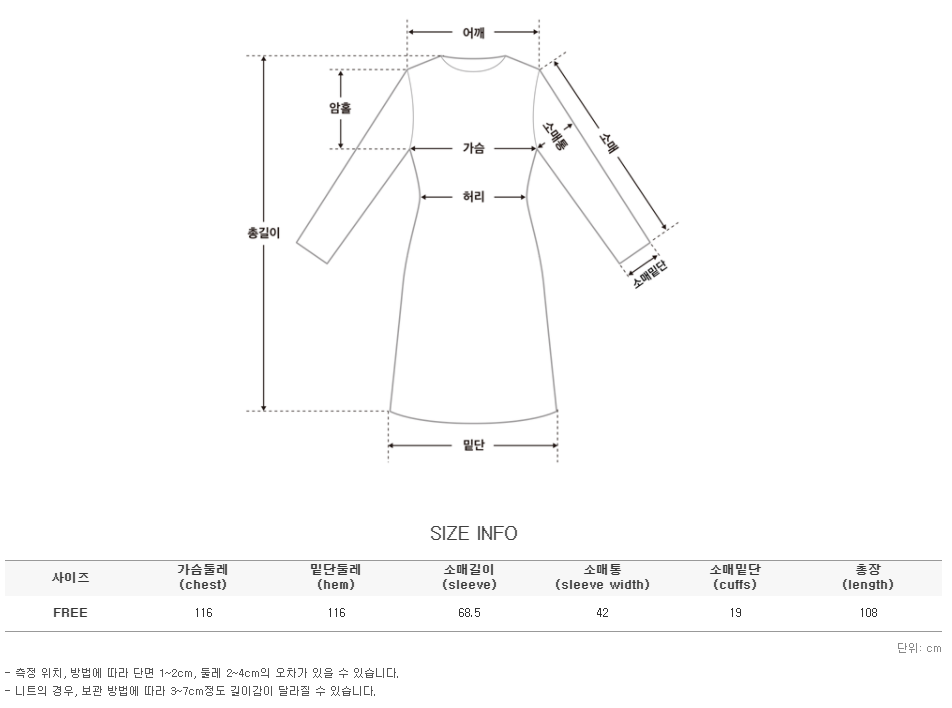 어깨
암홀
소매통
소매
가슴
허리
총길이
소매밑단
밑단
SIZE INFO
사이즈 가슴둘레 (chest) 밑단둘레 (hem) 소매길이 (sleeve) 소매통 (sleeve width) 소매밑단 (cuffs) 총장 (length)
FREE 116 116 68.5 42 19 108
단위: cm
- 측정 위치, 방법에 따라 단면 1~2cm, 둘레 2~4cm의 오차가 있을 수 있습니다.
- 니트의 경우, 보관 방법에 따라 3~7cm정도 길이감이 달라질 수 있습니다.